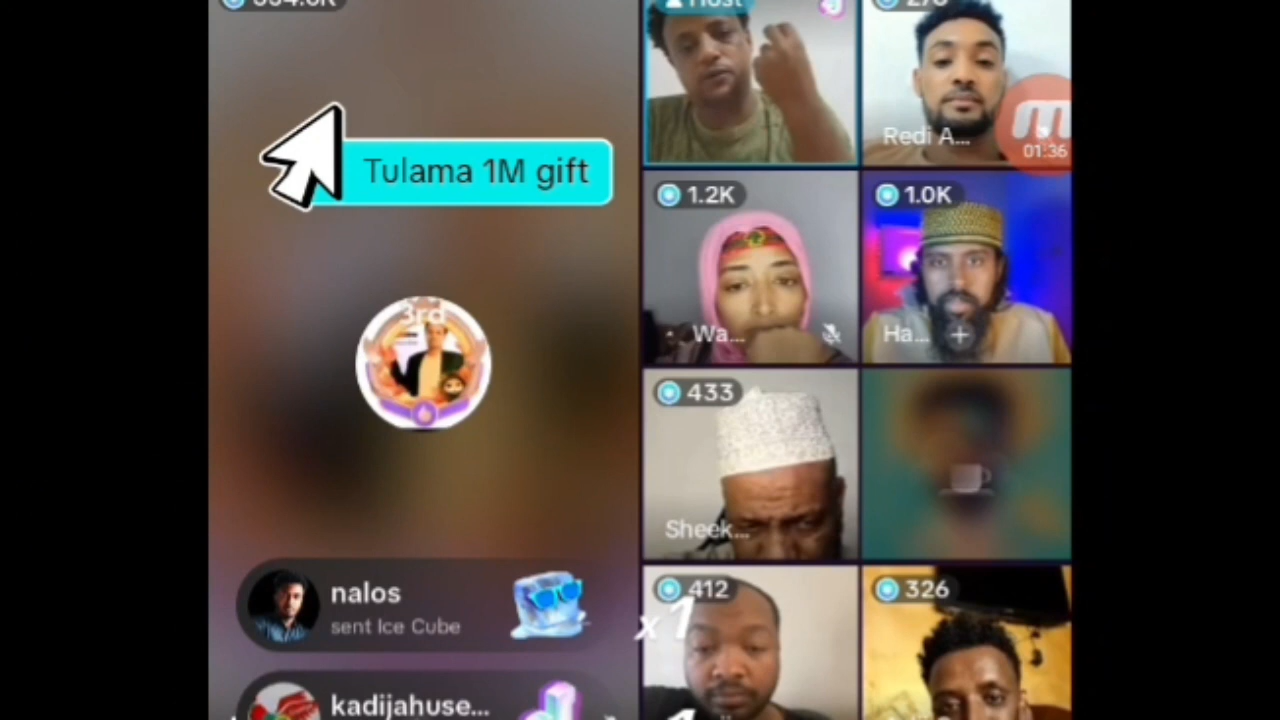 Host
Tulama 1M gift
Redi A...
01:36
1.2K
1.0K
3rd
Wa...
Ha...
433
Sheek...
nalos
sent Ice Cube
x1
412
326
kadijahuse...